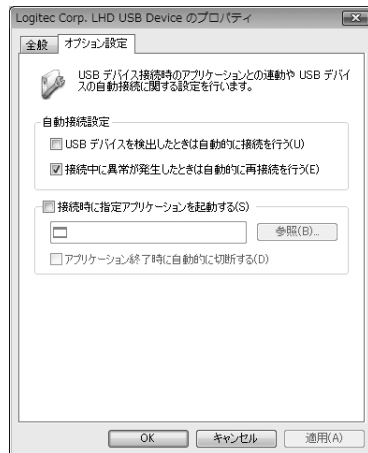 Logitec Corp. LHD USB Device のプロパティ
全般 オプション設定
USB デバイス接続時のアプリケーションとの連動や USB デバイ
スの自動接続に関する設定を行います。
自動接続設定
USB デバイスを検出したときは自動的に接続を行う(U)
接続中に異常が発生したときは自動的に再接続を行う(E)
接続時に指定アプリケーションを起動する(S)
参照(B)...
アプリケーション終了時に自動的に切断する(D)
OK キャンセル 適用(A)